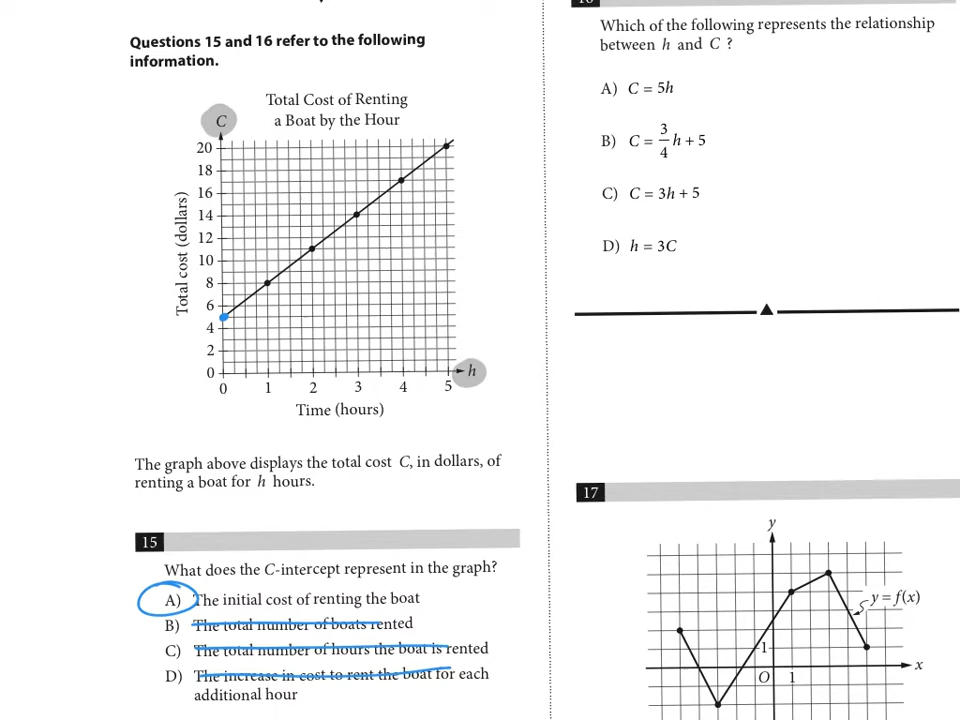 Questions 15 and 16 refer to the following
information.
Total Cost of Renting
a Boat by the Hour
C
20
18
16
14
12
10
8
6
4
2
0
Total cost (dollars)
0 1 2 3 4 5
h
Time (hours)
The graph above displays the total cost C, in dollars, of
renting a boat for h hours.
15
What does the C-intercept represent in the graph?
A) The initial cost of renting the boat
B) The total number of boats rented
C) The total number of hours the boat is rented
D) The increase in cost to rent the boat for each
additional hour
Which of the following represents the relationship
between h and C ?
A) C = 5h
B) C = 3/4 h + 5
C) C = 3h + 5
D) h = 3C
17
y
y = f(x)
1
O 1
x